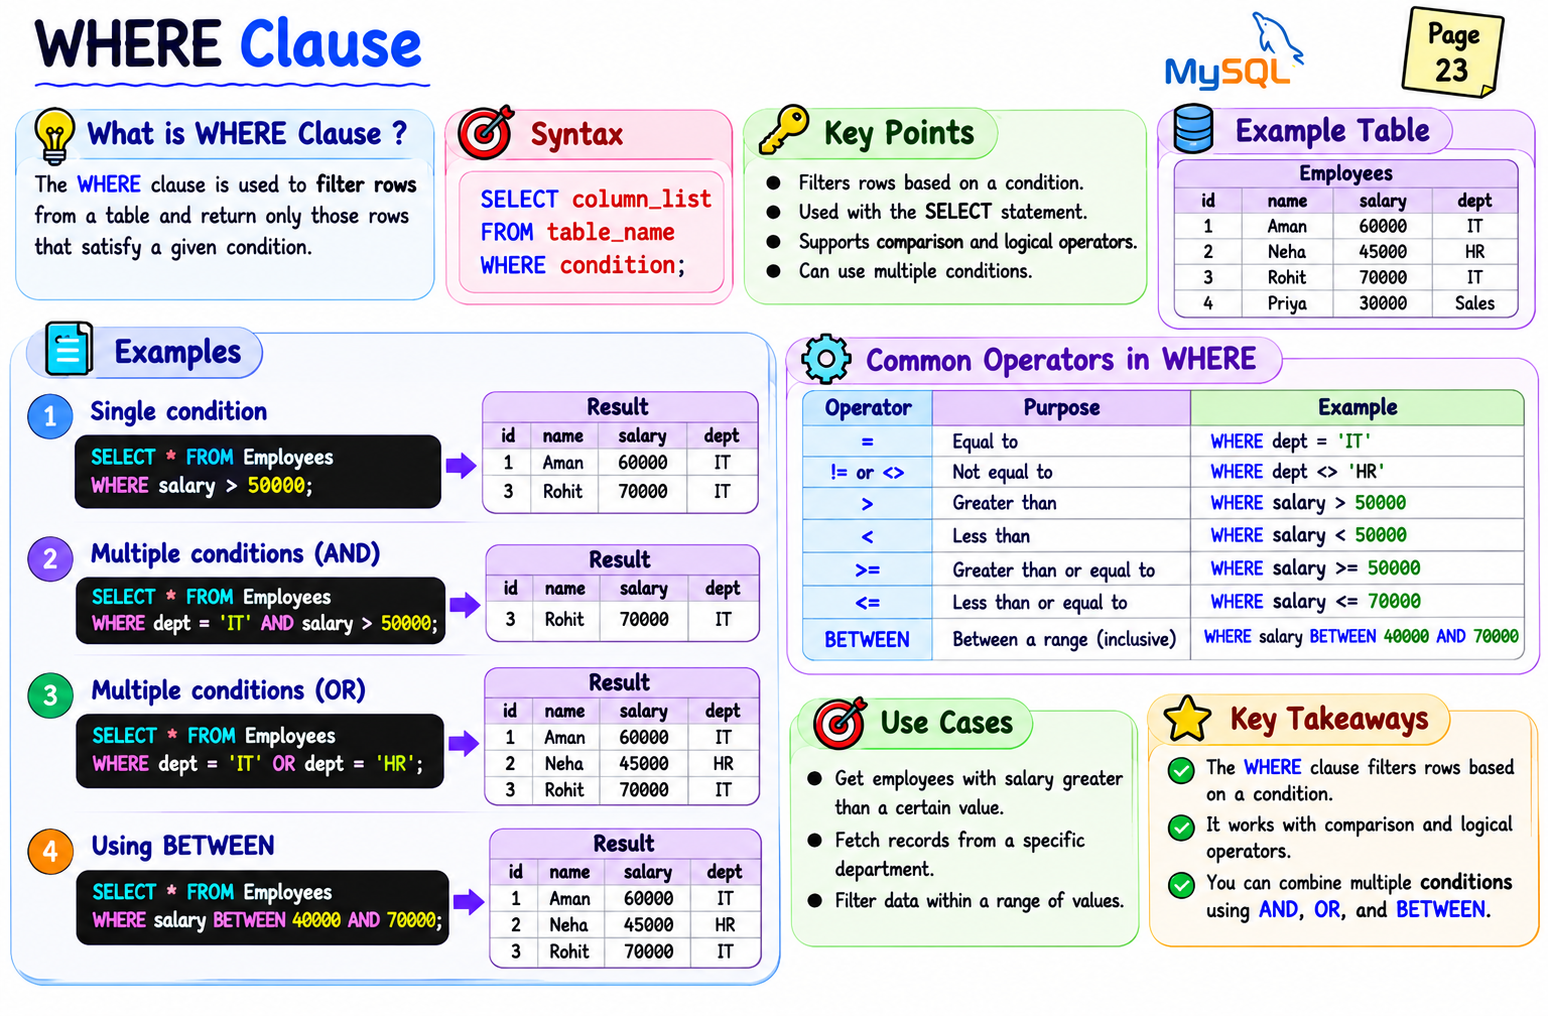 WHERE Clause
MySQL
Page
23
What is WHERE Clause ?
The WHERE clause is used to filter rows
from a table and return only those rows
that satisfy a given condition.
Syntax
SELECT column_list
FROM table_name
WHERE condition;
Key Points
● Filters rows based on a condition.
● Used with the SELECT statement.
● Supports comparison and logical operators.
● Can use multiple conditions.
Example Table
Employees
id name salary dept
1 Aman 60000 IT
2 Neha 45000 HR
3 Rohit 70000 IT
4 Priya 30000 Sales
Examples
1 Single condition
SELECT * FROM Employees
WHERE salary > 50000;
Result
id name salary dept
1 Aman 60000 IT
3 Rohit 70000 IT
2 Multiple conditions (AND)
SELECT * FROM Employees
WHERE dept = 'IT' AND salary > 50000;
Result
id name salary dept
3 Rohit 70000 IT
3 Multiple conditions (OR)
SELECT * FROM Employees
WHERE dept = 'IT' OR dept = 'HR';
Result
id name salary dept
1 Aman 60000 IT
2 Neha 45000 HR
3 Rohit 70000 IT
4 Using BETWEEN
SELECT * FROM Employees
WHERE salary BETWEEN 40000 AND 70000;
Result
id name salary dept
1 Aman 60000 IT
2 Neha 45000 HR
3 Rohit 70000 IT
Common Operators in WHERE
Operator Purpose Example
= Equal to WHERE dept = 'IT'
!= or <> Not equal to WHERE dept <> 'HR'
> Greater than WHERE salary > 50000
< Less than WHERE salary < 50000
>= Greater than or equal to WHERE salary >= 50000
<= Less than or equal to WHERE salary <= 70000
BETWEEN Between a range (inclusive) WHERE salary BETWEEN 40000 AND 70000
Use Cases
● Get employees with salary greater
than a certain value.
● Fetch records from a specific
department.
● Filter data within a range of values.
Key Takeaways
The WHERE clause filters rows based
on a condition.
It works with comparison and logical
operators.
You can combine multiple conditions
using AND, OR, and BETWEEN.